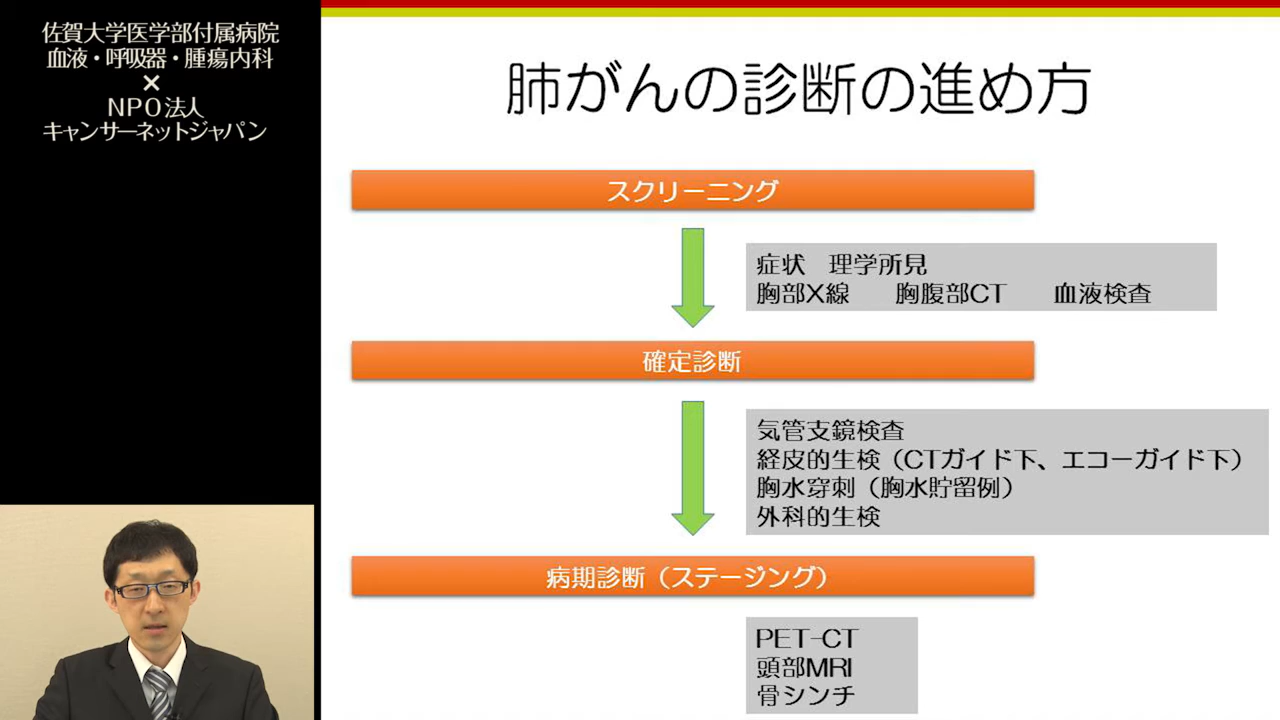 佐賀大学医学部付属病院
血液・呼吸器・腫瘍内科
×
NPO法人
キャンサーネットジャパン
肺がんの診断の進め方
スクリーニング
症状　理学所見
胸部X線　　胸腹部CT　　血液検査
確定診断
気管支鏡検査
経皮的生検（CTガイド下、エコーガイド下）
胸水穿刺（胸水貯留例）
外科的生検
病期診断（ステージング）
PET-CT
頭部MRI
骨シンチ